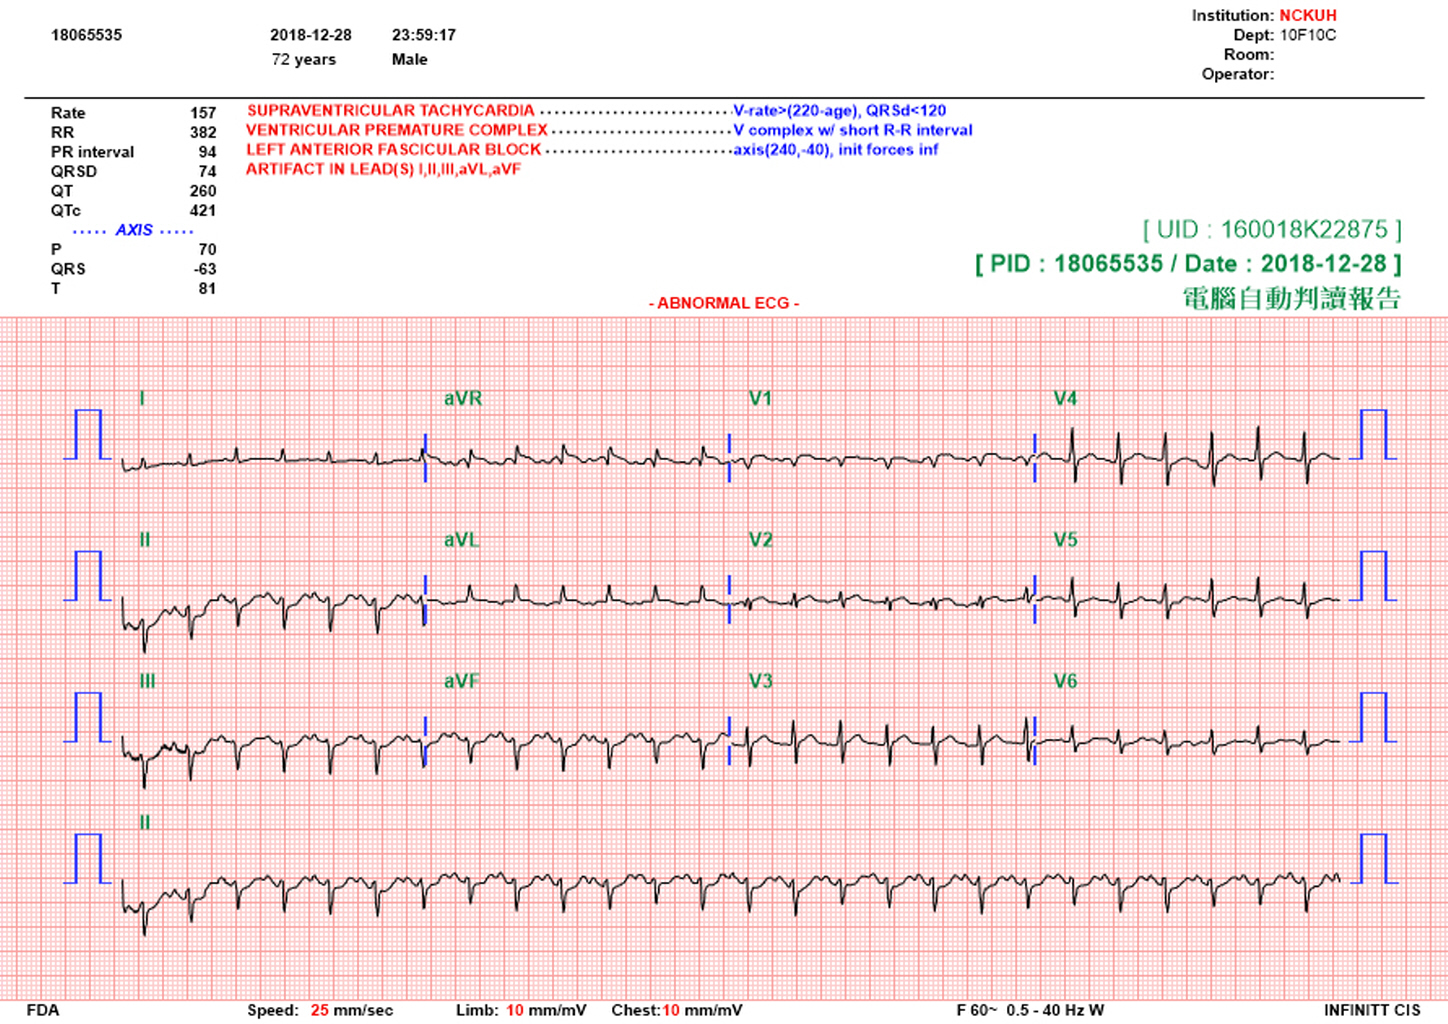 Institution: NCKUH
18065535 2018-12-28 23:59:17 Dept: 10F10C
72 years Male Room:
Operator:
Rate 157 SUPRAVENTRICULAR TACHYCARDIA ........................ V-rate>(220-age), QRSd<120
RR 382 VENTRICULAR PREMATURE COMPLEX ...................... V complex w/ short R-R interval
PR interval 94 LEFT ANTERIOR FASCICULAR BLOCK ....................... axis(240,-40), init forces inf
QRSD 74 ARTIFACT IN LEAD(S) I,II,III,aVL,aVF
QT 260
QTc 421
..... AXIS .....
P 70
QRS -63
T 81
[ UID : 160018K22875 ]
[ PID : 18065535 / Date : 2018-12-28 ]
電腦自動判讀報告
- ABNORMAL ECG -
I aVR V1 V4
II aVL V2 V5
III aVF V3 V6
II
FDA Speed: 25 mm/sec Limb: 10 mm/mV Chest:10 mm/mV F 60~ 0.5 - 40 Hz W INFINITT CIS